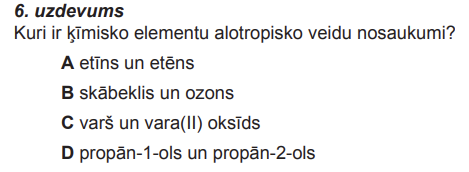 6. uzdevums
Kuri ir ķīmisko elementu alotropisko veidu nosaukumi?
A etīns un etēns
B skābeklis un ozons
C varš un vara(II) oksīds
D propān-1-ols un propān-2-ols